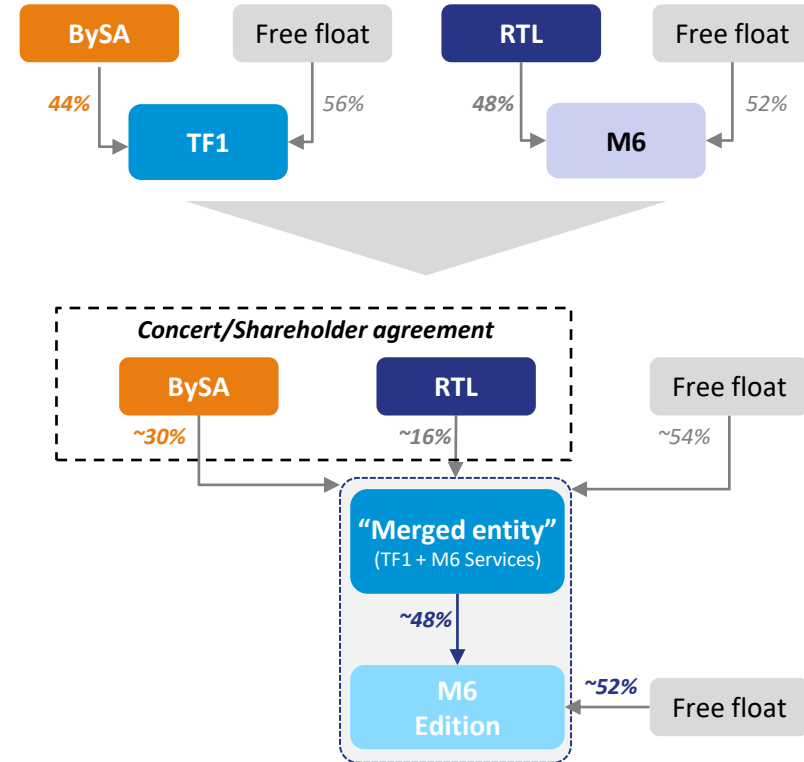 BySA
Free float
RTL
Free float
44%
56%
48%
52%
TF1
M6
Concert/Shareholder agreement
BySA
RTL
Free float
~30%
~16%
~54%
“Merged entity”
(TF1 + M6 Services)
~48%
M6
Edition
~52%
Free float